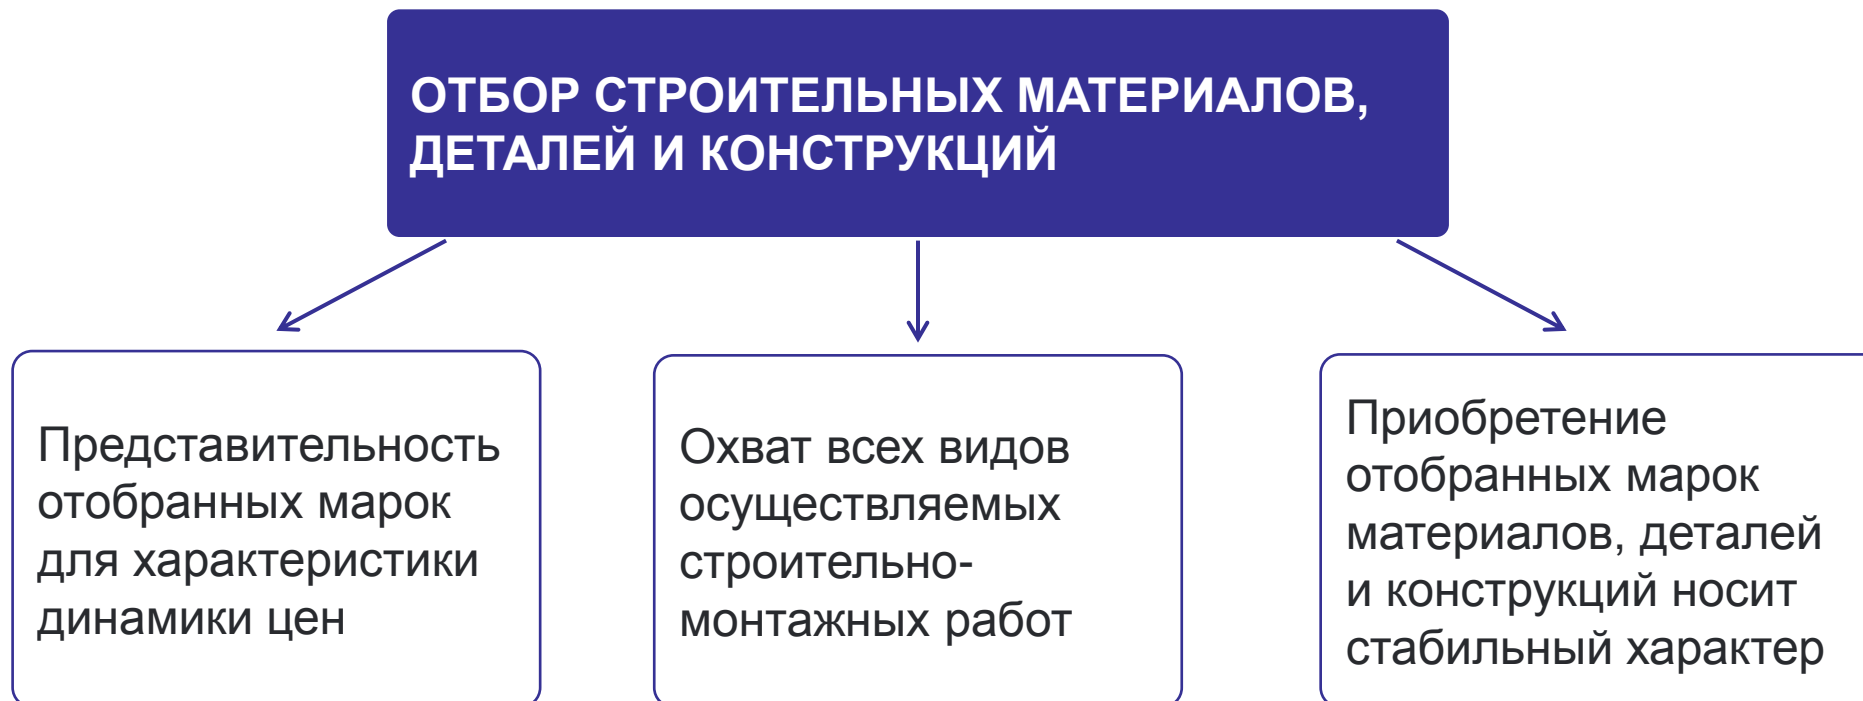 ОТБОР СТРОИТЕЛЬНЫХ МАТЕРИАЛОВ,
ДЕТАЛЕЙ И КОНСТРУКЦИЙ
Представительность
отобранных марок
для характеристики
динамики цен
Охват всех видов
осуществляемых
строительно-
монтажных работ
Приобретение
отобранных марок
материалов, деталей
и конструкций носит
стабильный характер